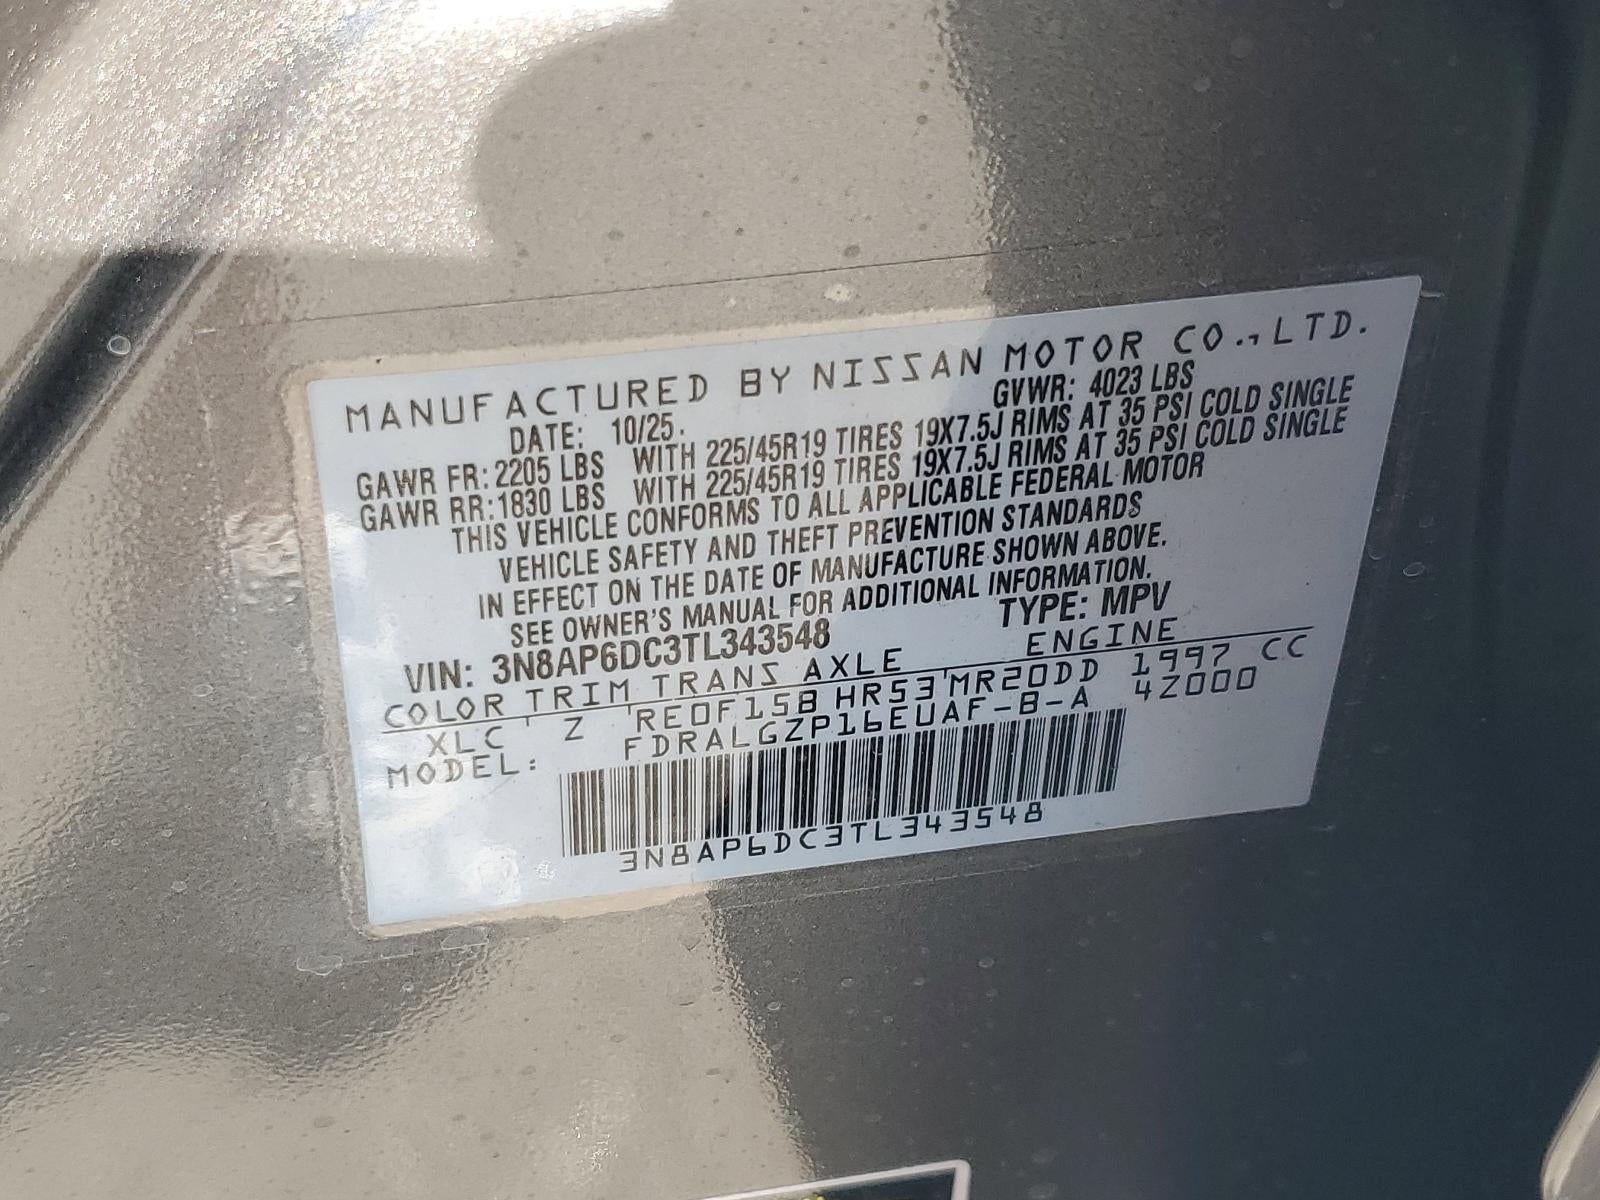 MANUFACTURED BY NISSAN MOTOR CO.,LTD.
DATE: 10/25. GVWR: 4023 LBS
GAWR FR: 2205 LBS WITH 225/45R19 TIRES 19X7.5J RIMS AT 35 PSI COLD SINGLE
GAWR RR: 1830 LBS WITH 225/45R19 TIRES 19X7.5J RIMS AT 35 PSI COLD SINGLE
THIS VEHICLE CONFORMS TO ALL APPLICABLE FEDERAL MOTOR
VEHICLE SAFETY AND THEFT PREVENTION STANDARDS
IN EFFECT ON THE DATE OF MANUFACTURE SHOWN ABOVE.
SEE OWNER'S MANUAL FOR ADDITIONAL INFORMATION.
VIN: 3N8AP6DC3TL343548 TYPE: MPV
COLOR TRIM TRANS AXLE ENGINE
XLC Z RE0F15B HR53 MR20DD 1997 CC
MODEL: FDRALGZP16EUAF-B-A 4Z000
3N8AP6DC3TL343548